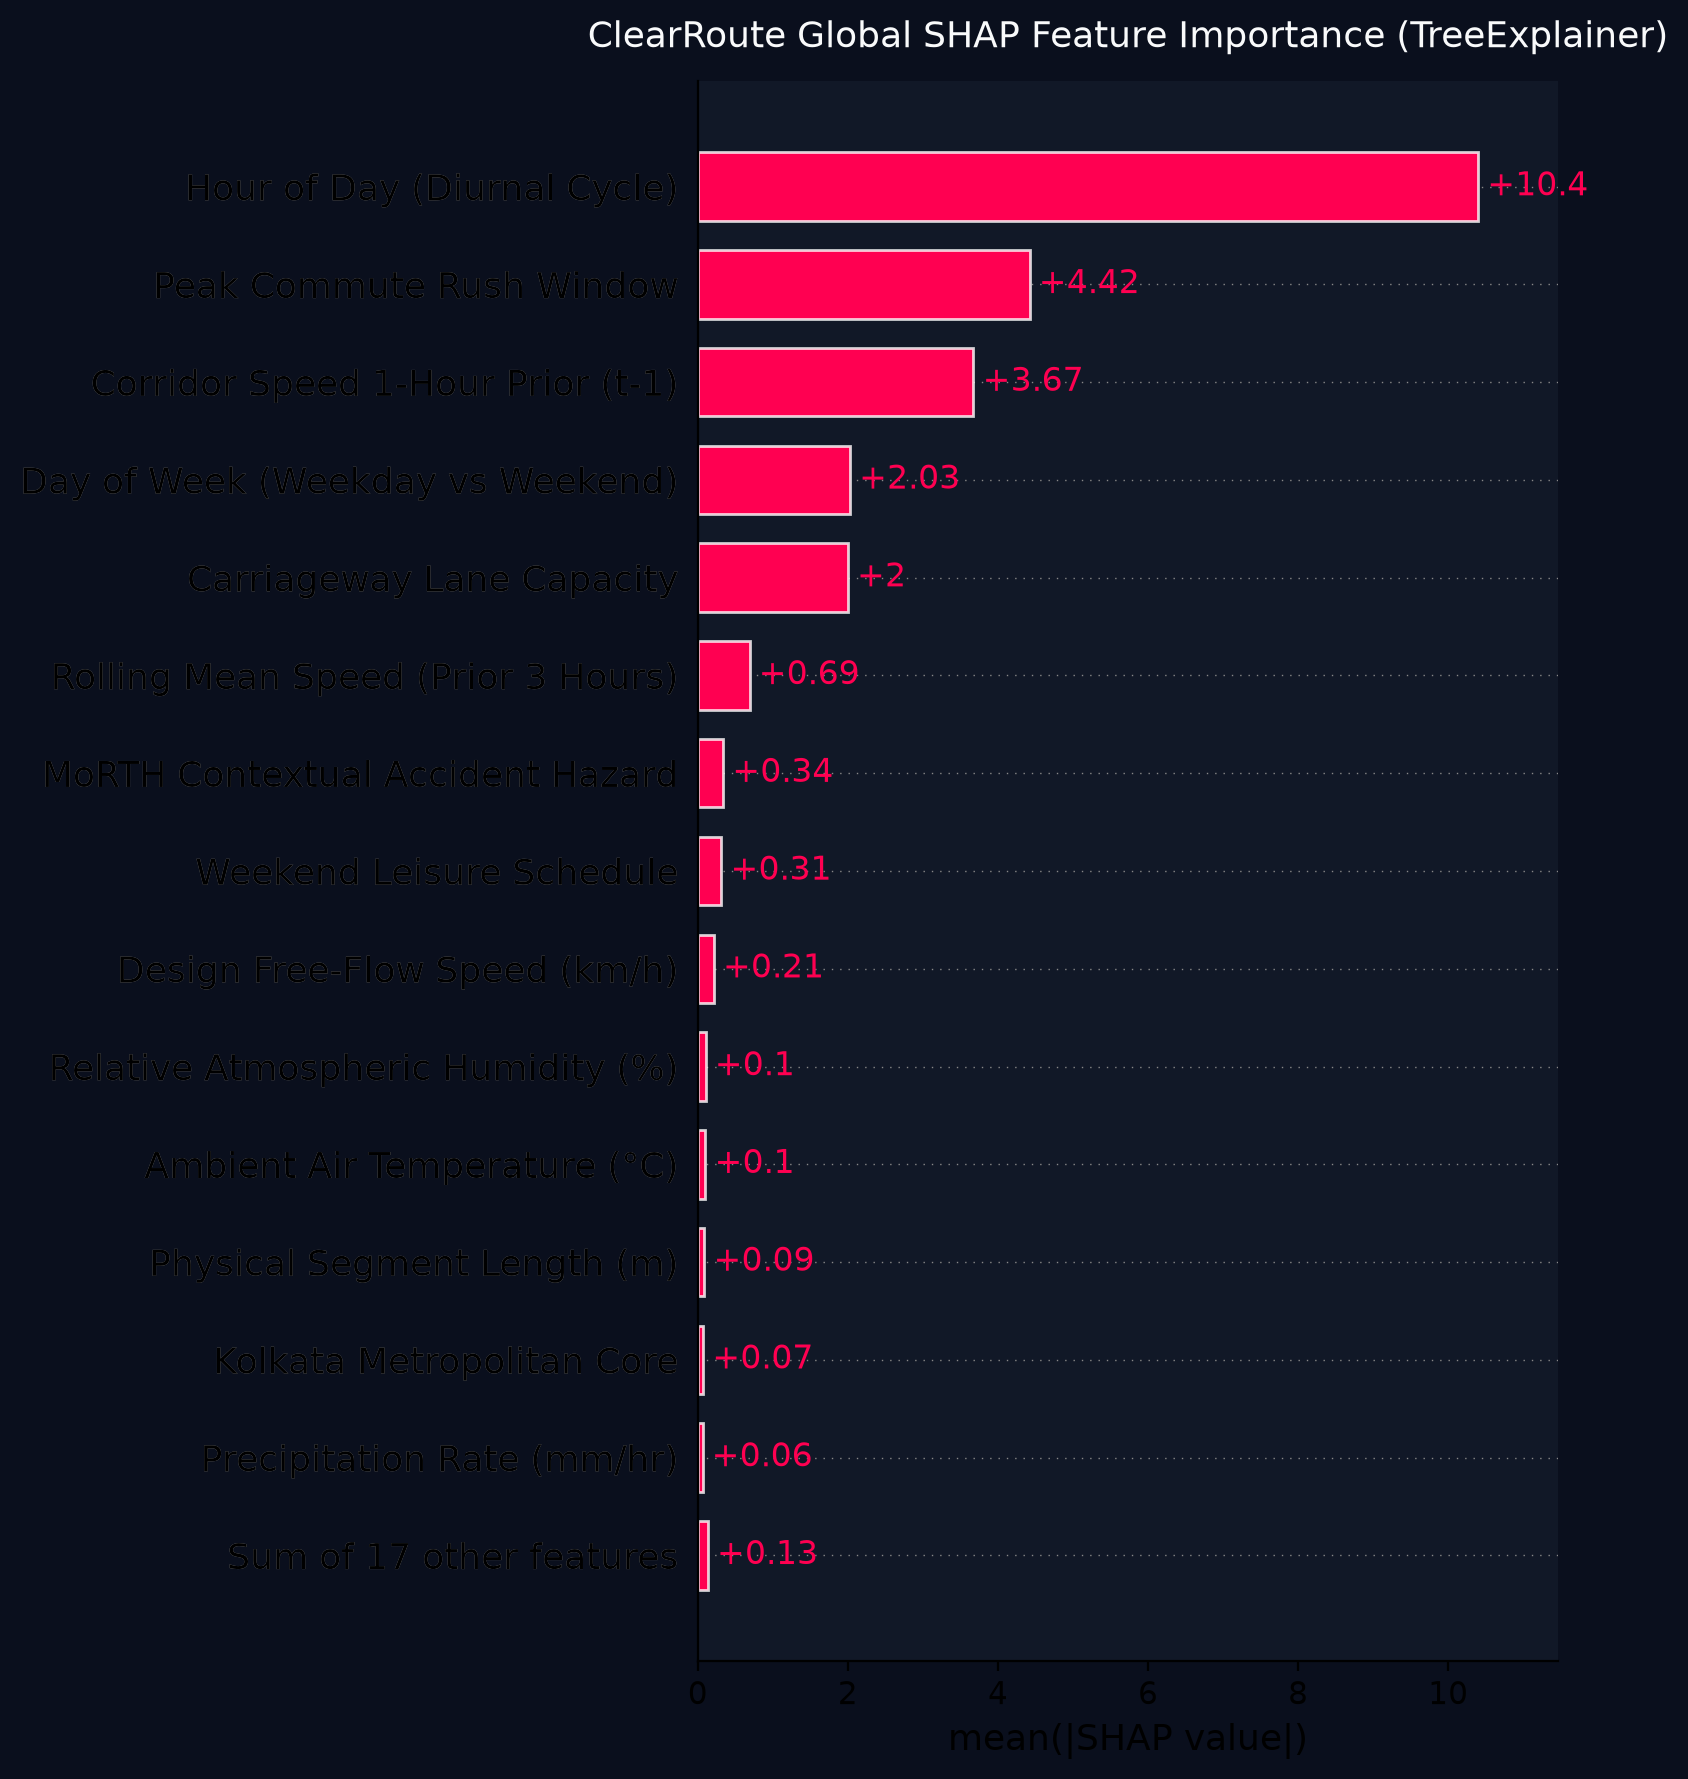 ClearRoute Global SHAP Feature Importance (TreeExplainer)
Hour of Day (Diurnal Cycle) +10.4
Peak Commute Rush Window +4.42
Corridor Speed 1-Hour Prior (t-1) +3.67
Day of Week (Weekday vs Weekend) +2.03
Carriageway Lane Capacity +2
Rolling Mean Speed (Prior 3 Hours) +0.69
MoRTH Contextual Accident Hazard +0.34
Weekend Leisure Schedule +0.31
Design Free-Flow Speed (km/h) +0.21
Relative Atmospheric Humidity (%) +0.1
Ambient Air Temperature (°C) +0.1
Physical Segment Length (m) +0.09
Kolkata Metropolitan Core +0.07
Precipitation Rate (mm/hr) +0.06
Sum of 17 other features +0.13
0 2 4 6 8 10
mean(|SHAP value|)